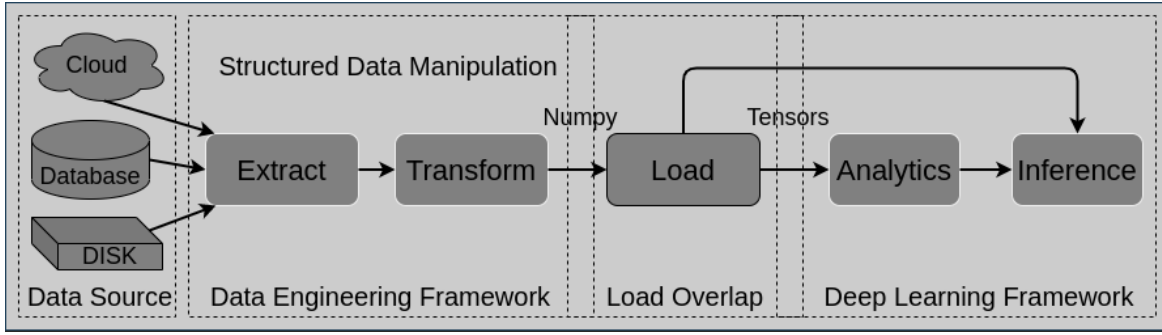 Cloud
Database
DISK
Data Source
Structured Data Manipulation
Extract
Transform
Data Engineering Framework
Numpy
Load
Load Overlap
Tensors
Analytics
Inference
Deep Learning Framework